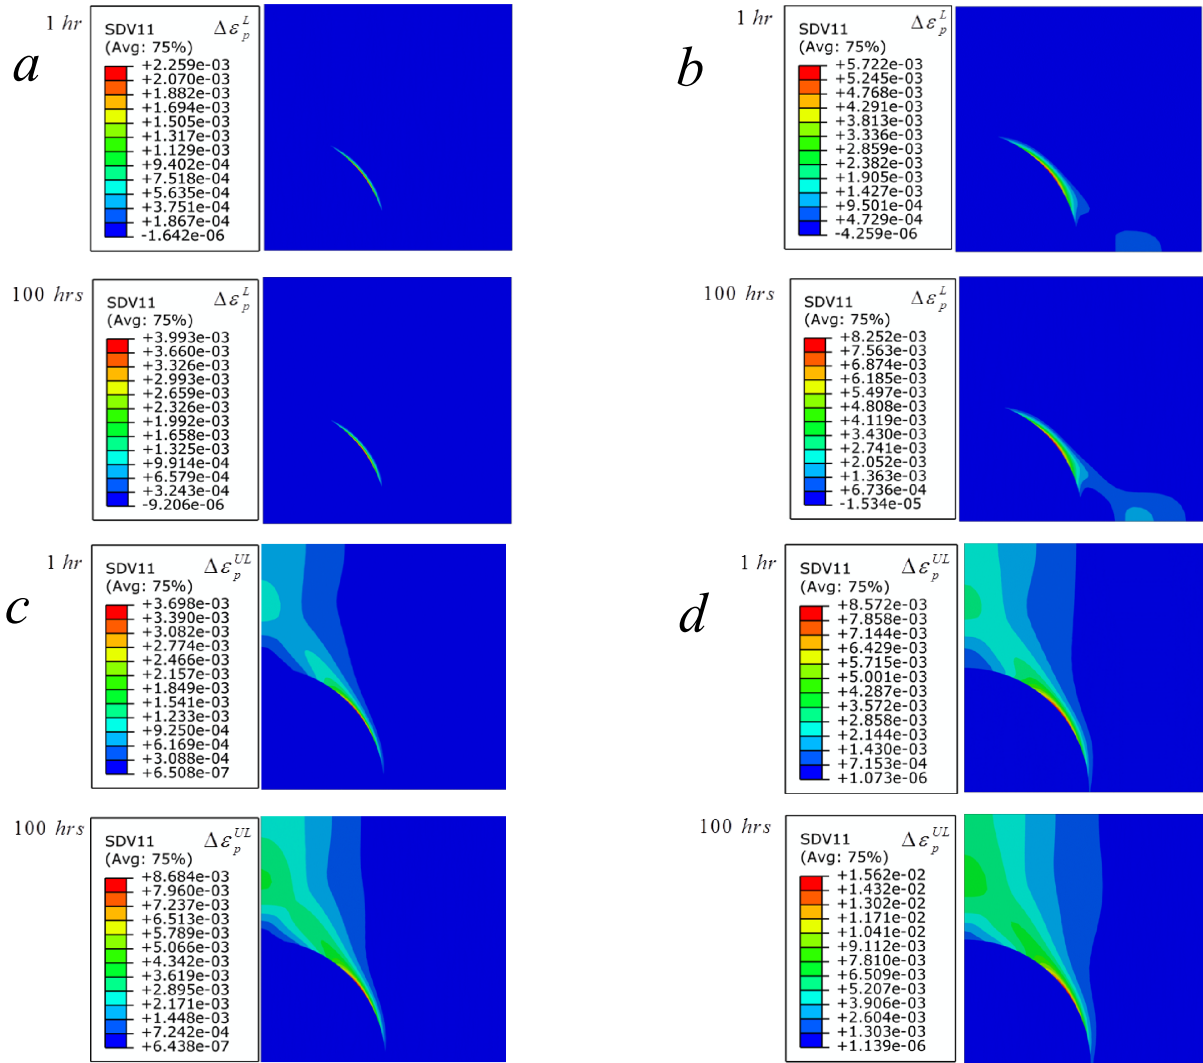 a
1 hr
SDV11 Δε_p^L
(Avg: 75%)
+2.259e-03
+2.070e-03
+1.882e-03
+1.694e-03
+1.505e-03
+1.317e-03
+1.129e-03
+9.402e-04
+7.518e-04
+5.635e-04
+3.751e-04
+1.867e-04
-1.642e-06
100 hrs
SDV11 Δε_p^L
(Avg: 75%)
+3.993e-03
+3.660e-03
+3.326e-03
+2.993e-03
+2.659e-03
+2.326e-03
+1.992e-03
+1.658e-03
+1.325e-03
+9.914e-04
+6.579e-04
+3.243e-04
-9.206e-06
b
1 hr
SDV11 Δε_p^L
(Avg: 75%)
+5.722e-03
+5.245e-03
+4.768e-03
+4.291e-03
+3.813e-03
+3.336e-03
+2.859e-03
+2.382e-03
+1.905e-03
+1.427e-03
+9.501e-04
+4.729e-04
-4.259e-06
100 hrs
SDV11 Δε_p^L
(Avg: 75%)
+8.252e-03
+7.563e-03
+6.874e-03
+6.185e-03
+5.497e-03
+4.808e-03
+4.119e-03
+3.430e-03
+2.741e-03
+2.052e-03
+1.363e-03
+6.736e-04
-1.534e-05
c
1 hr
SDV11 Δε_p^UL
(Avg: 75%)
+3.698e-03
+3.390e-03
+3.082e-03
+2.774e-03
+2.466e-03
+2.157e-03
+1.849e-03
+1.541e-03
+1.233e-03
+9.250e-04
+6.169e-04
+3.088e-04
+6.508e-07
100 hrs
SDV11 Δε_p^UL
(Avg: 75%)
+8.684e-03
+7.960e-03
+7.237e-03
+6.513e-03
+5.789e-03
+5.066e-03
+4.342e-03
+3.619e-03
+2.895e-03
+2.171e-03
+1.448e-03
+7.242e-04
+6.438e-07
d
1 hr
SDV11 Δε_p^UL
(Avg: 75%)
+8.572e-03
+7.858e-03
+7.144e-03
+6.429e-03
+5.715e-03
+5.001e-03
+4.287e-03
+3.572e-03
+2.858e-03
+2.144e-03
+1.430e-03
+7.153e-04
+1.073e-06
100 hrs
SDV11 Δε_p^UL
(Avg: 75%)
+1.562e-02
+1.432e-02
+1.302e-02
+1.171e-02
+1.041e-02
+9.112e-03
+7.810e-03
+6.509e-03
+5.207e-03
+3.906e-03
+2.604e-03
+1.303e-03
+1.139e-06